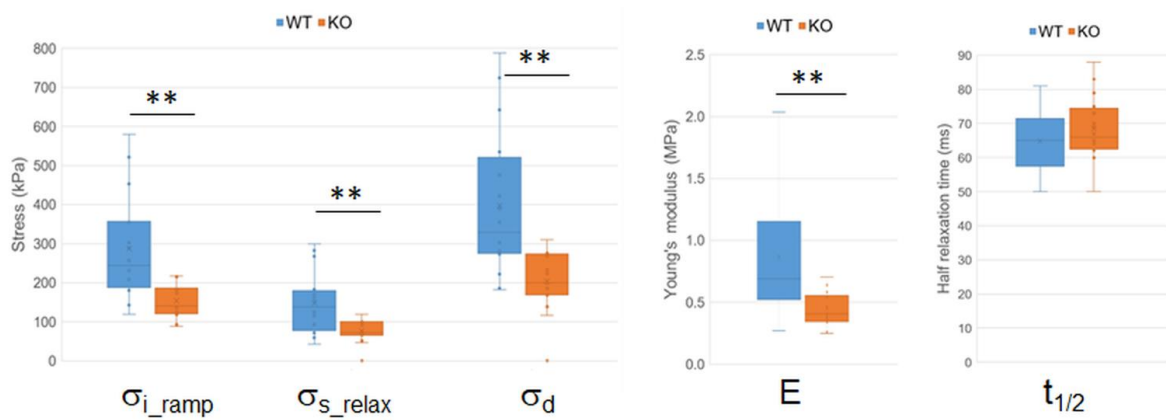 WT KO
800
700
600
500
400
300
200
100
0
Stress (kPa)
**
**
**
σi_ramp
σs_relax
σd
WT KO
2.5
2.0
1.5
1.0
0.5
0.0
Young's modulus (MPa)
**
E
WT KO
90
80
70
60
50
40
30
20
10
0
Half relaxation time (ms)
t1/2